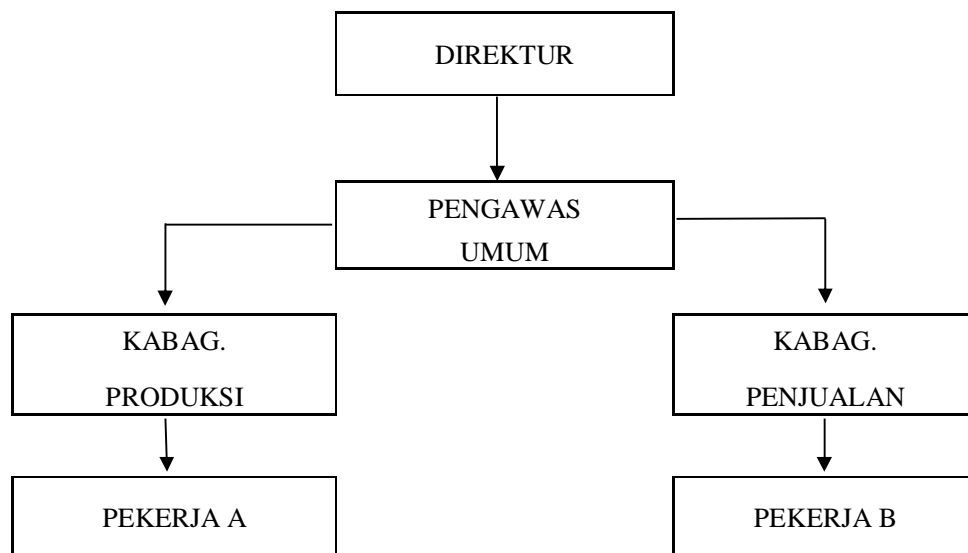 DIREKTUR
PENGAWAS
UMUM
KABAG.
PRODUKSI
KABAG.
PENJUALAN
PEKERJA A
PEKERJA B